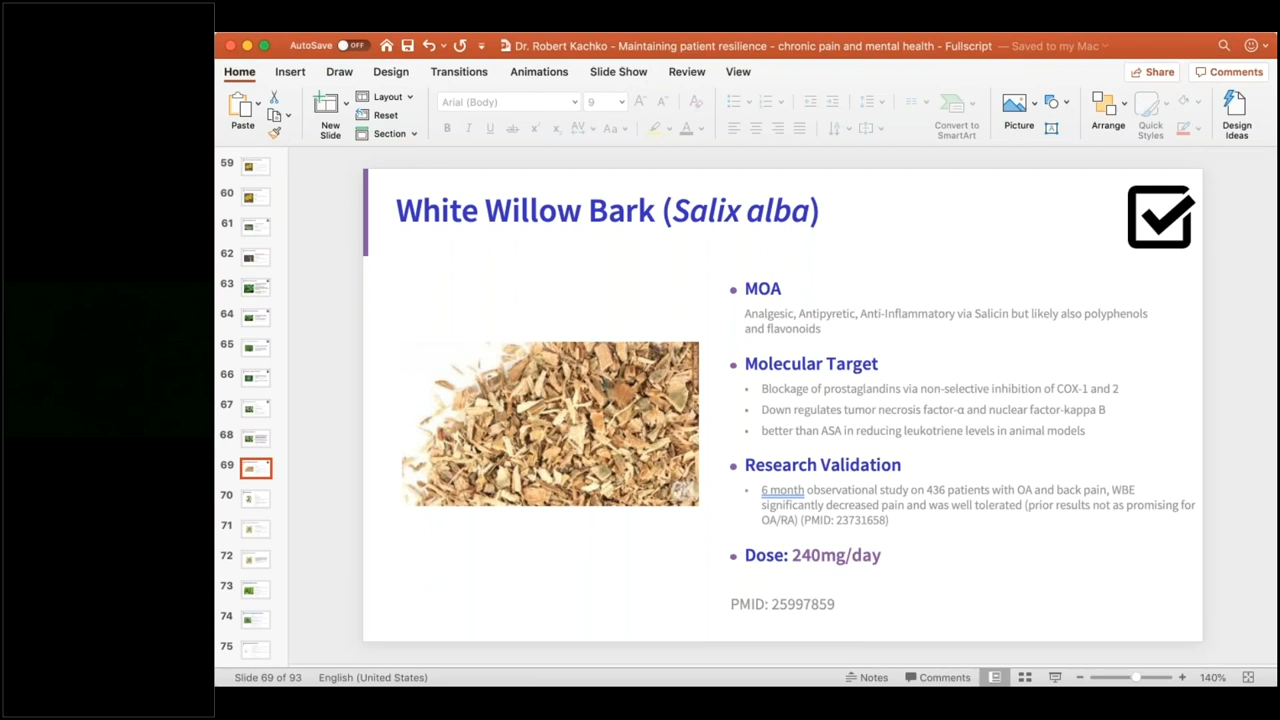 AutoSave OFF
Dr. Robert Kachko - Maintaining patient resilience - chronic pain and mental health - Fullscript — Saved to my Mac
Home Insert Draw Design Transitions Animations Slide Show Review View Share Comments
Paste
New
Slide
Layout
Reset
Section
Arial (Body) 9
Convert to
SmartArt
Picture
Arrange
Quick
Styles
Design
Ideas
59
60
61
62
63
64
65
66
67
68
69
70
71
72
73
74
75
White Willow Bark (Salix alba)
MOA
Analgesic, Antipyretic, Anti-Inflammatory via Salicin but likely also polyphenols
and flavonoids
Molecular Target
Blockage of prostaglandins via non-selective inhibition of COX-1 and 2
Down regulates tumor necrosis factor-α and nuclear factor-kappa B
better than ASA in reducing leukotriene levels in animal models
Research Validation
6 month observational study on 436 patients with OA and back pain, WBE
significantly decreased pain and was well tolerated (prior results not as promising for
OA/RA) (PMID: 23731658)
Dose: 240mg/day
PMID: 25997859
Slide 69 of 93 English (United States) Notes Comments 140%